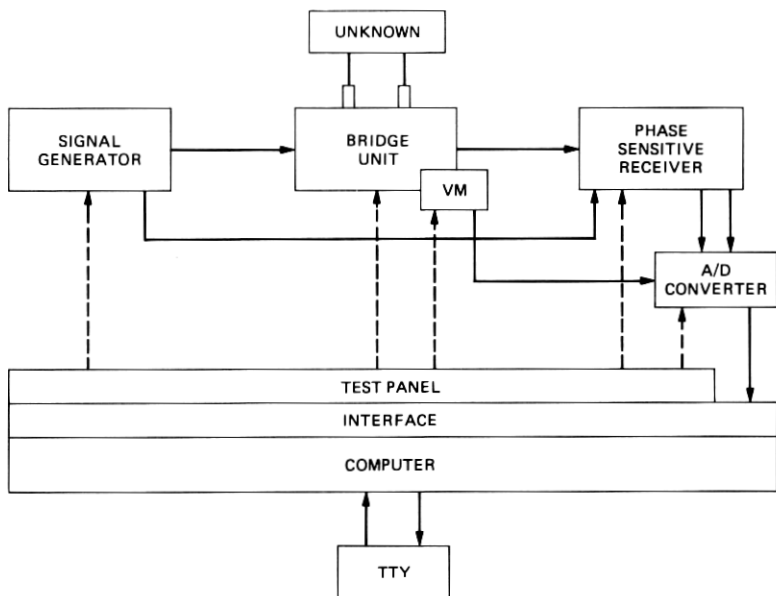 UNKNOWN
SIGNAL
GENERATOR
BRIDGE
UNIT
VM
PHASE
SENSITIVE
RECEIVER
A/D
CONVERTER
TEST PANEL
INTERFACE
COMPUTER
TTY